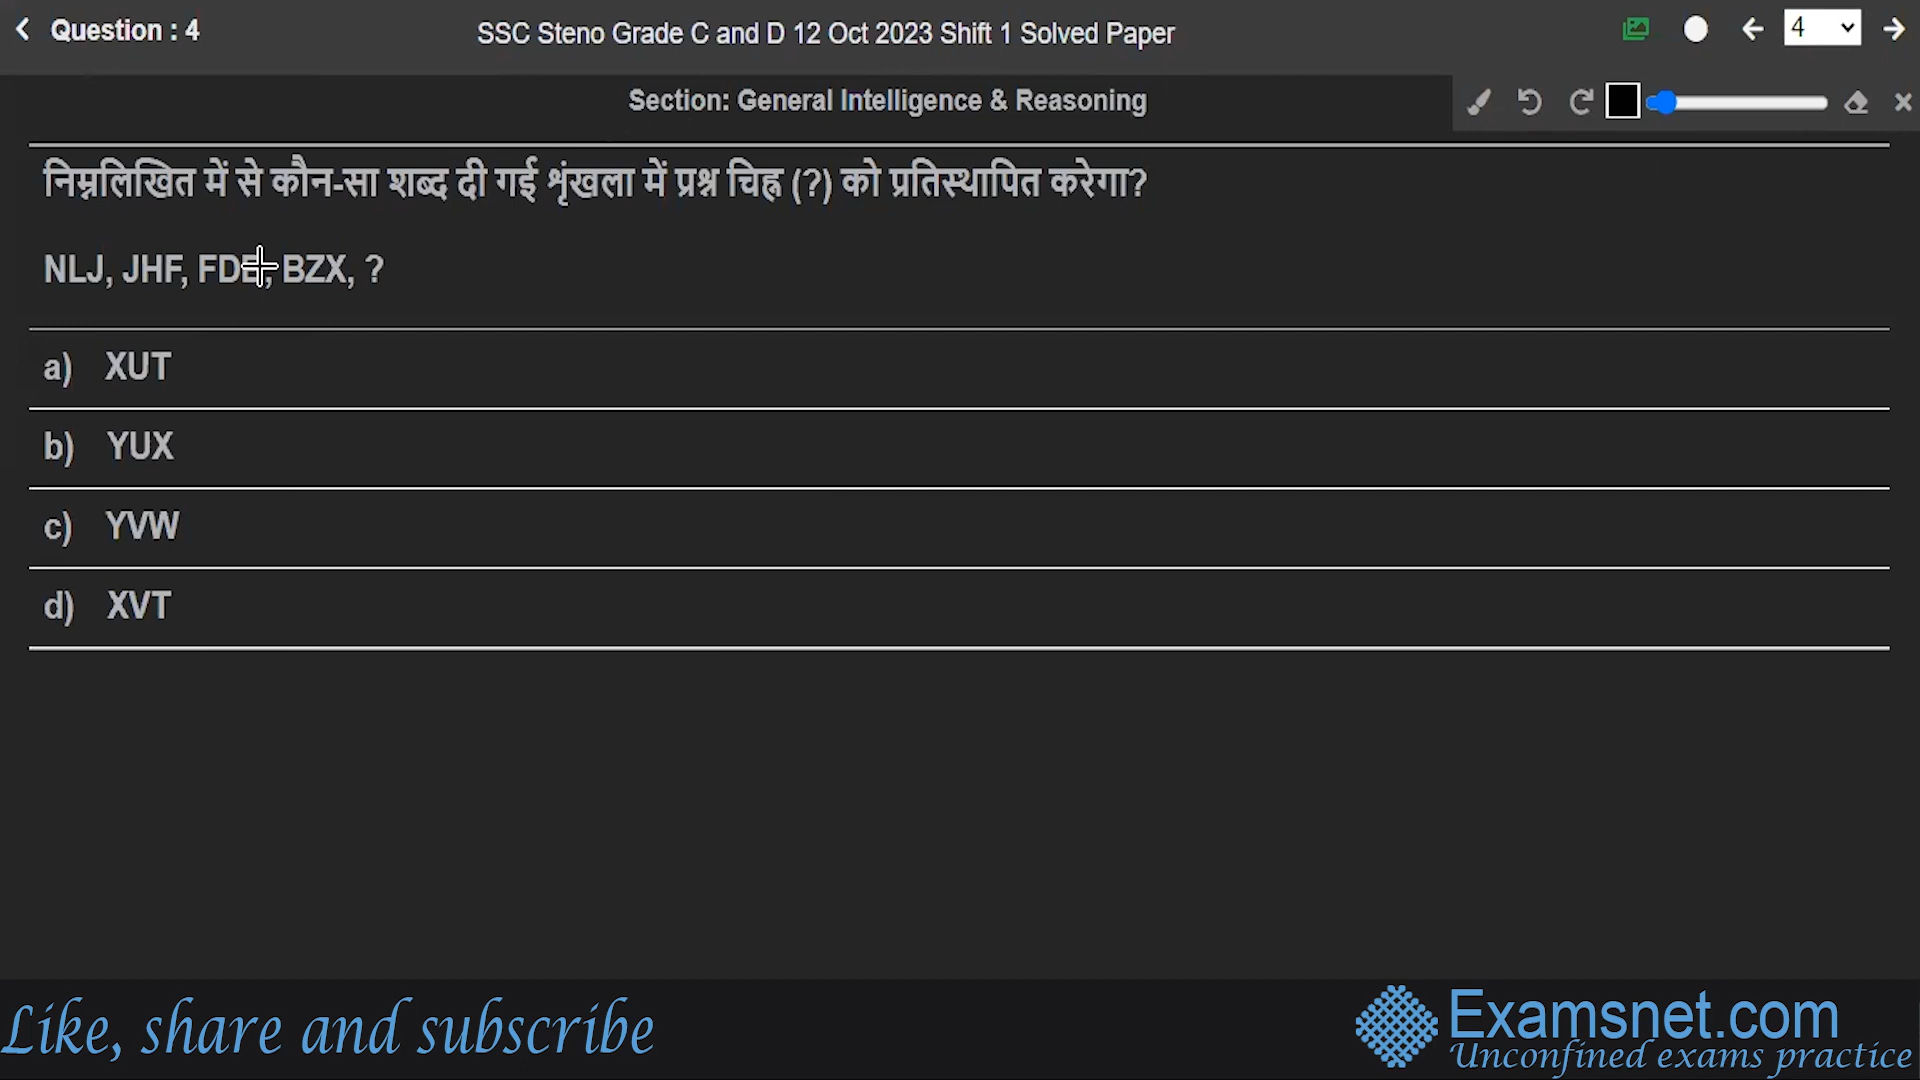 Question : 4
SSC Steno Grade C and D 12 Oct 2023 Shift 1 Solved Paper
4
Section: General Intelligence & Reasoning
निम्नलिखित में से कौन-सा शब्द दी गई शृंखला में प्रश्न चिह्न (?) को प्रतिस्थापित करेगा?
NLJ, JHF, FDB, BZX, ?
a) XUT
b) YUX
c) YVW
d) XVT
Like, share and subscribe
Examsnet.com
Unconfined exams practice